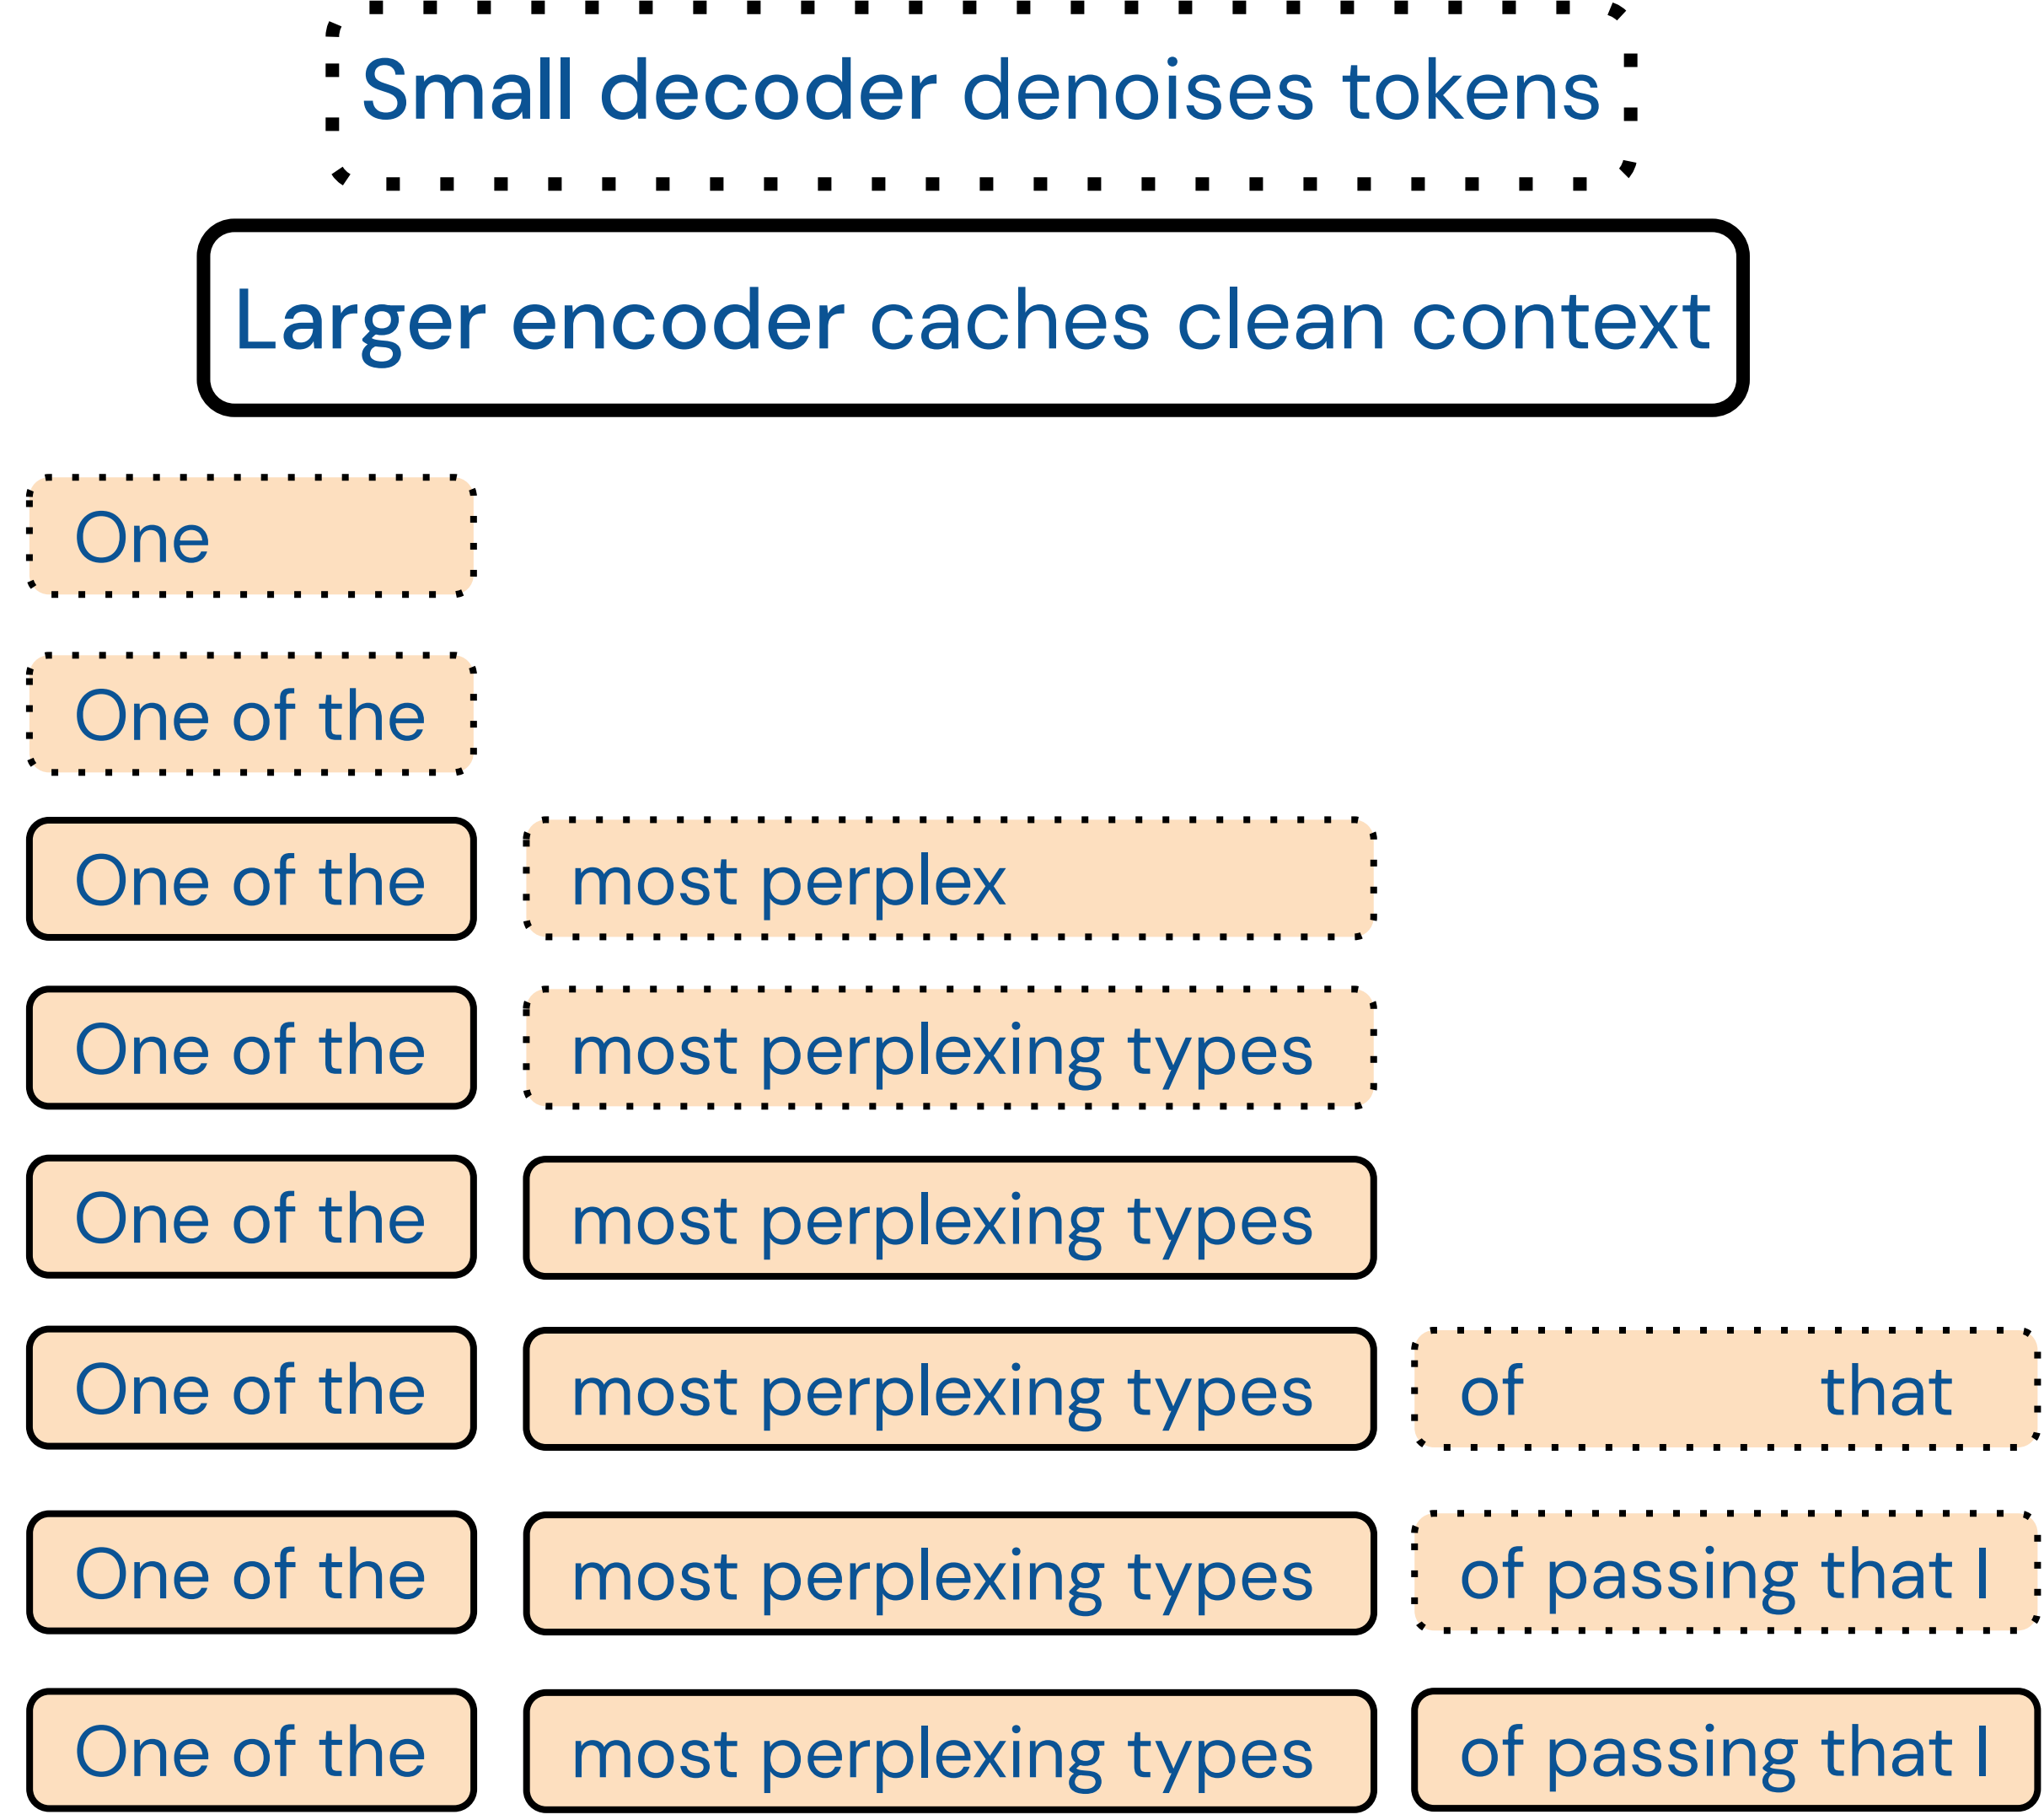 Small decoder denoises tokens
Larger encoder caches clean context
One
One of the
One of the most perplex
One of the most perplexing types
One of the most perplexing types
One of the most perplexing types of that
One of the most perplexing types of passing that I
One of the most perplexing types of passing that I